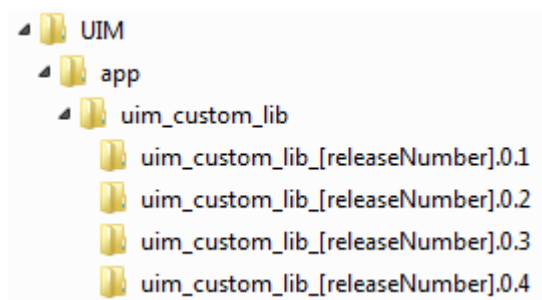 UIM
app
uim_custom_lib
uim_custom_lib_[releaseNumber].0.1
uim_custom_lib_[releaseNumber].0.2
uim_custom_lib_[releaseNumber].0.3
uim_custom_lib_[releaseNumber].0.4